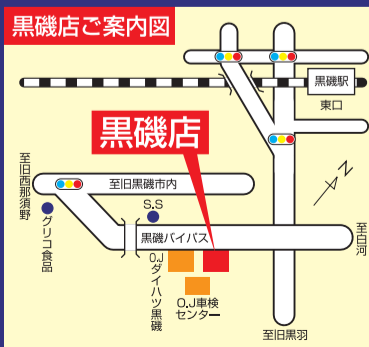 黒磯店ご案内図
黒磯駅
東口
黒磯店
至旧西那須野
至旧黒磯市内
N
S.S
グリコ食品
黒磯バイパス
至白河
O.Jダイハツ黒磯
O.J車検
センター
至旧黒羽